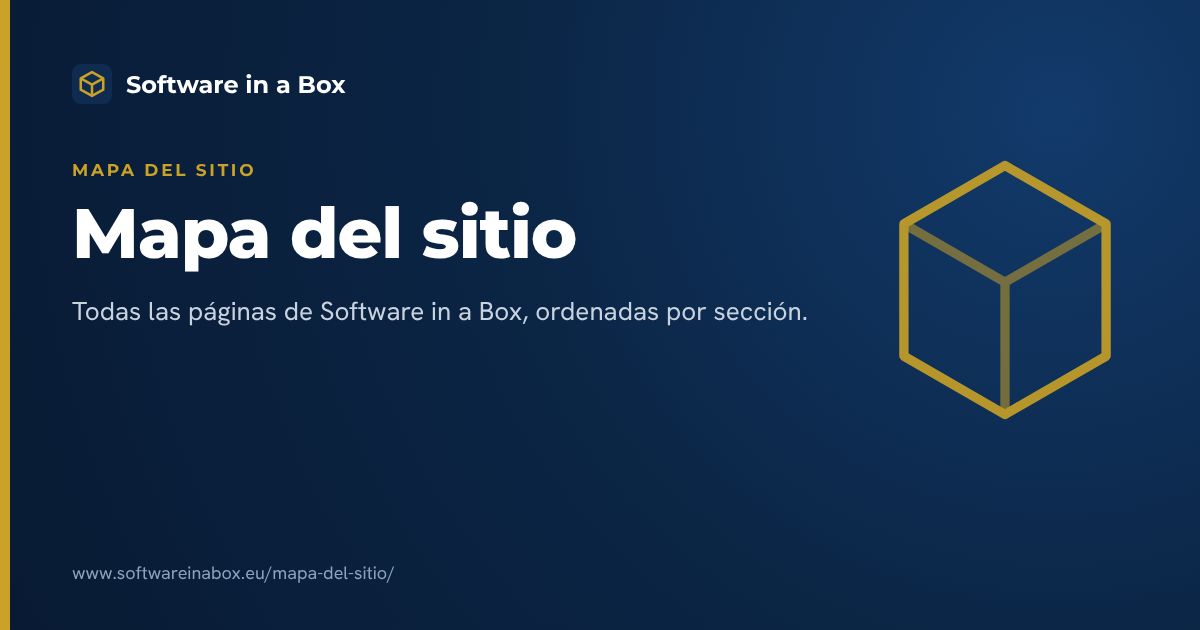 Software in a Box
MAPA DEL SITIO
Mapa del sitio
Todas las páginas de Software in a Box, ordenadas por sección.
www.softwareinabox.eu/mapa-del-sitio/